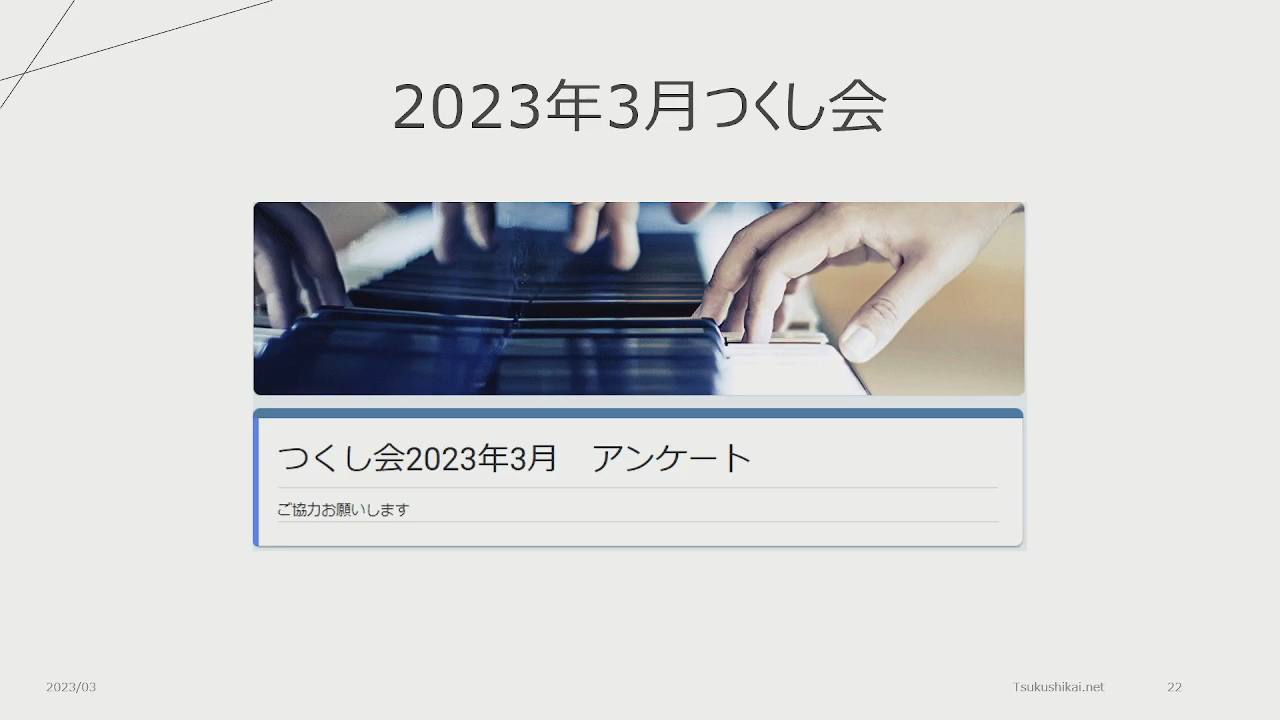 2023年3月つくし会
つくし会2023年3月　アンケート
ご協力お願いします
2023/03
Tsukushikai.net
22